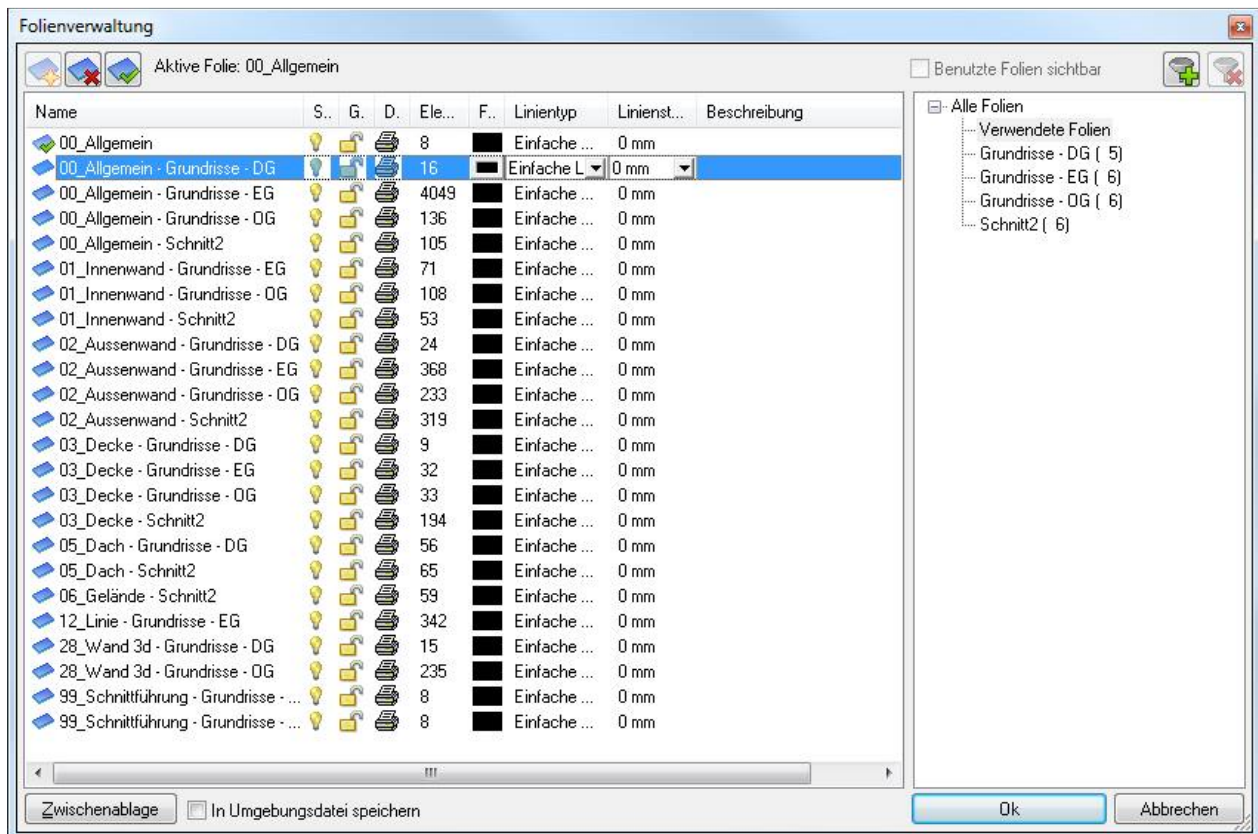 Folienverwaltung
Aktive Folie: 00_Allgemein
Benutzte Folien sichtbar
Name S.. G. D. Ele... F.. Linientyp Linienst... Beschreibung
00_Allgemein 8 Einfache ... 0 mm
00_Allgemein - Grundrisse - DG 16 Einfache L 0 mm
00_Allgemein - Grundrisse - EG 4049 Einfache ... 0 mm
00_Allgemein - Grundrisse - OG 136 Einfache ... 0 mm
00_Allgemein - Schnitt2 105 Einfache ... 0 mm
01_Innenwand - Grundrisse - EG 71 Einfache ... 0 mm
01_Innenwand - Grundrisse - OG 108 Einfache ... 0 mm
01_Innenwand - Schnitt2 53 Einfache ... 0 mm
02_Aussenwand - Grundrisse - DG 24 Einfache ... 0 mm
02_Aussenwand - Grundrisse - EG 368 Einfache ... 0 mm
02_Aussenwand - Grundrisse - OG 233 Einfache ... 0 mm
02_Aussenwand - Schnitt2 319 Einfache ... 0 mm
03_Decke - Grundrisse - DG 9 Einfache ... 0 mm
03_Decke - Grundrisse - EG 32 Einfache ... 0 mm
03_Decke - Grundrisse - OG 33 Einfache ... 0 mm
03_Decke - Schnitt2 194 Einfache ... 0 mm
05_Dach - Grundrisse - DG 56 Einfache ... 0 mm
05_Dach - Schnitt2 65 Einfache ... 0 mm
06_Gelände - Schnitt2 59 Einfache ... 0 mm
12_Linie - Grundrisse - EG 342 Einfache ... 0 mm
28_Wand 3d - Grundrisse - DG 15 Einfache ... 0 mm
28_Wand 3d - Grundrisse - OG 235 Einfache ... 0 mm
99_Schnittführung - Grundrisse - ... 8 Einfache ... 0 mm
99_Schnittführung - Grundrisse - ... 8 Einfache ... 0 mm
Alle Folien
Verwendete Folien
Grundrisse - DG ( 5)
Grundrisse - EG ( 6)
Grundrisse - OG ( 6)
Schnitt2 ( 6)
Zwischenablage In Umgebungsdatei speichern Ok Abbrechen